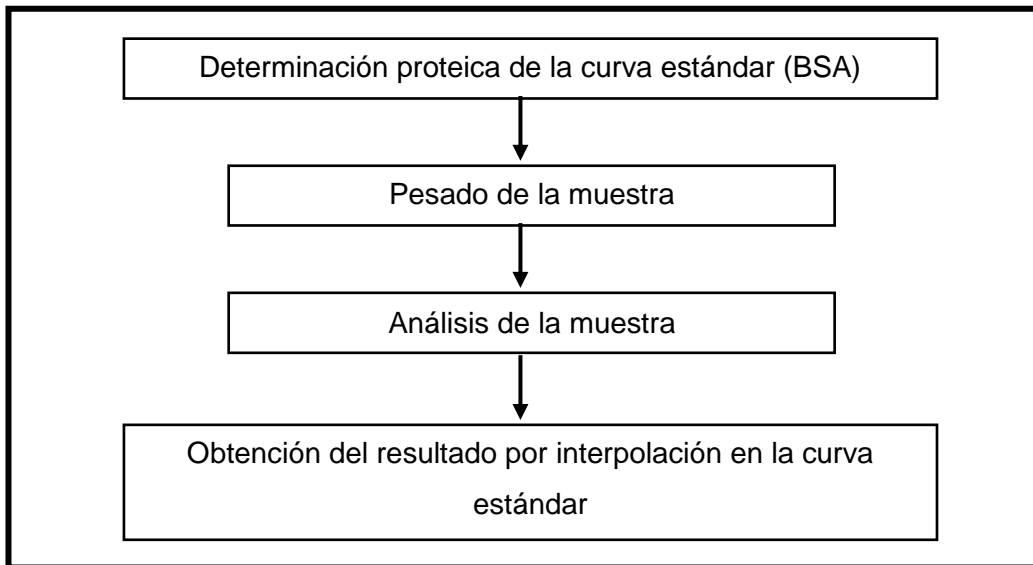 Determinación proteica de la curva estándar (BSA)
Pesado de la muestra
Análisis de la muestra
Obtención del resultado por interpolación en la curva
estándar